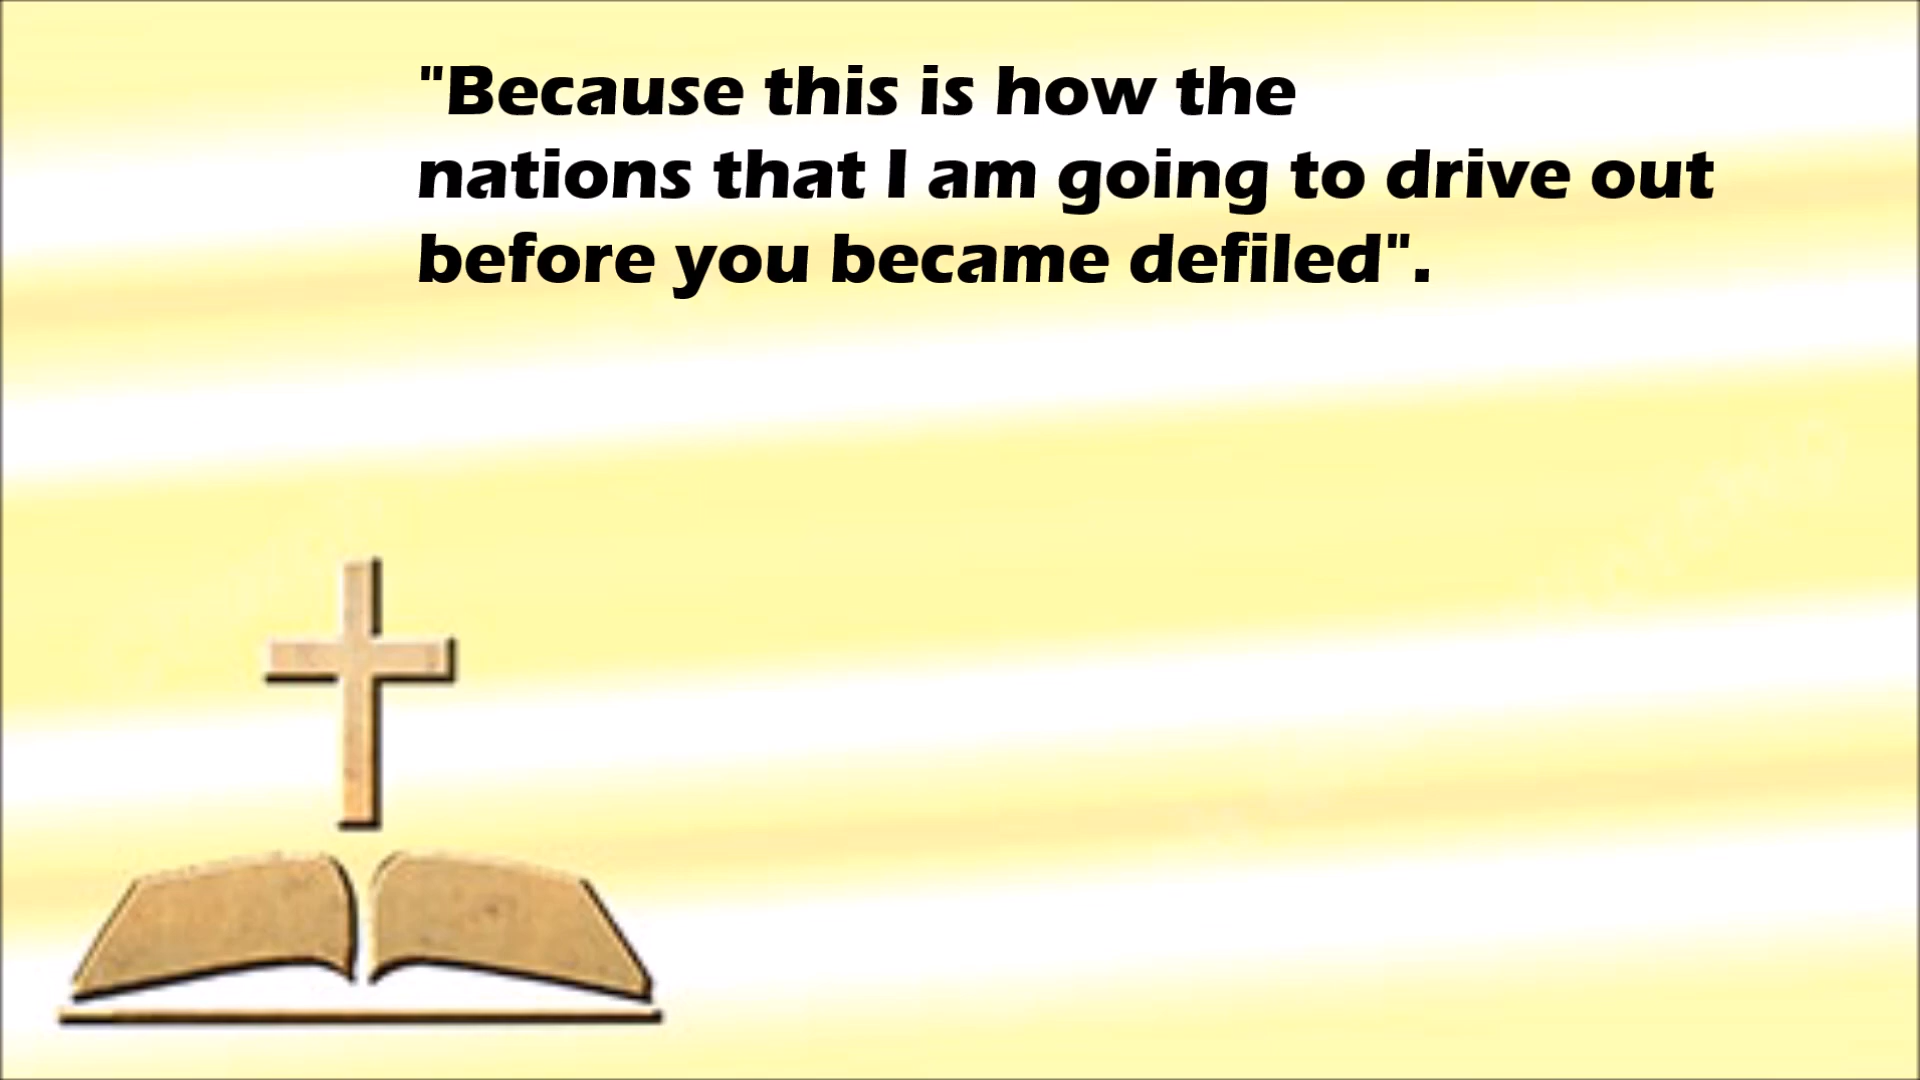 "Because this is how the
nations that I am going to drive out
before you became defiled".